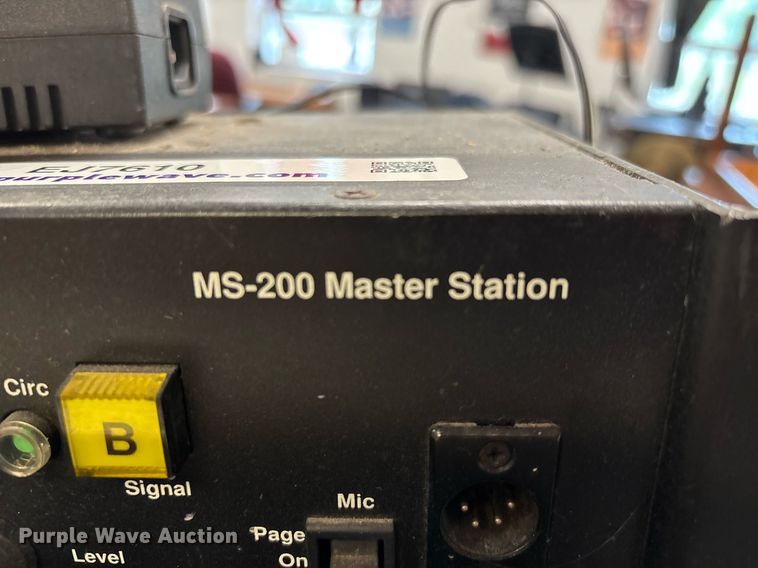 EJ7610
purplewave.com
MS-200 Master Station
Circ
B
Signal
Mic
Page
On
Level
Purple Wave Auction